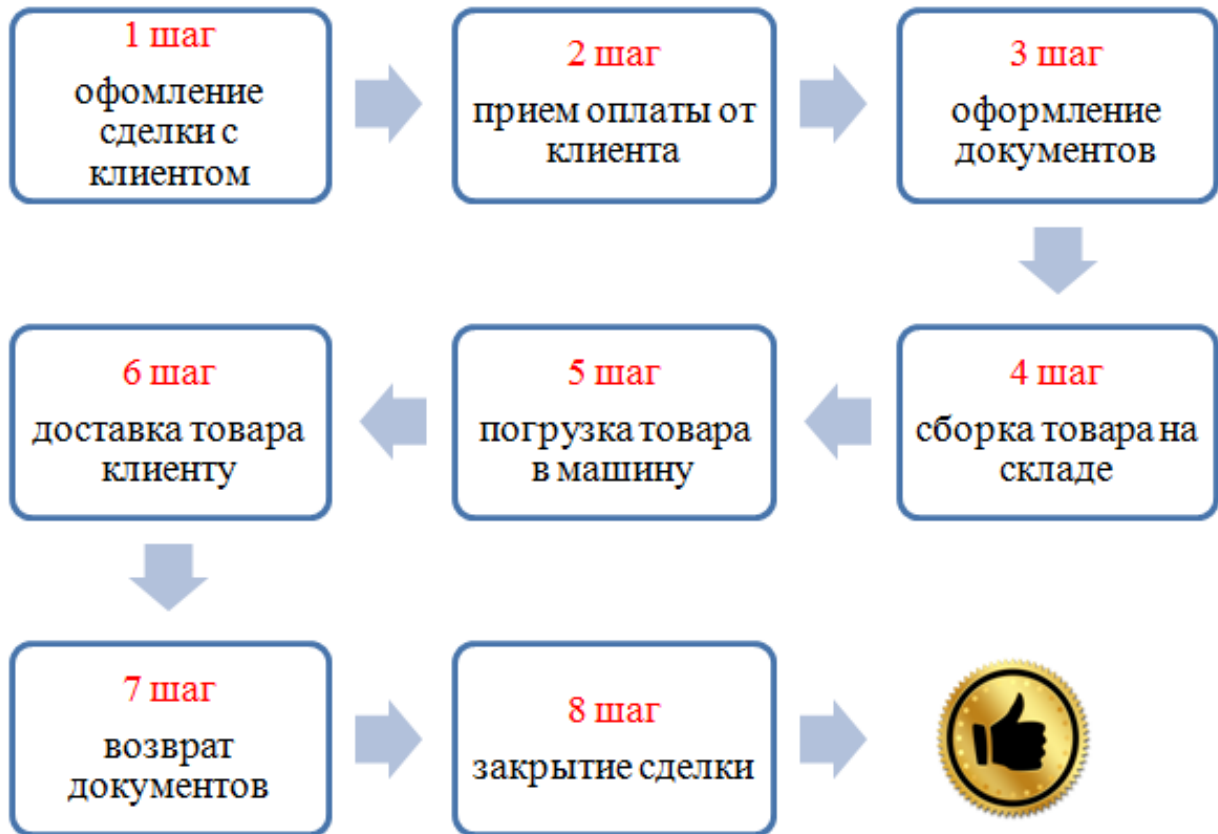 1 шаг
офомление
сделки с
клиентом
2 шаг
прием оплаты от
клиента
3 шаг
оформление
документов
4 шаг
сборка товара на
складе
5 шаг
погрузка товара
в машину
6 шаг
доставка товара
клиенту
7 шаг
возврат
документов
8 шаг
закрытие сделки